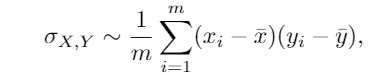 σ_{X,Y} ∼ \frac{1}{m} \sum_{i=1}^{m} (x_i − \bar{x})(y_i − \bar{y}),